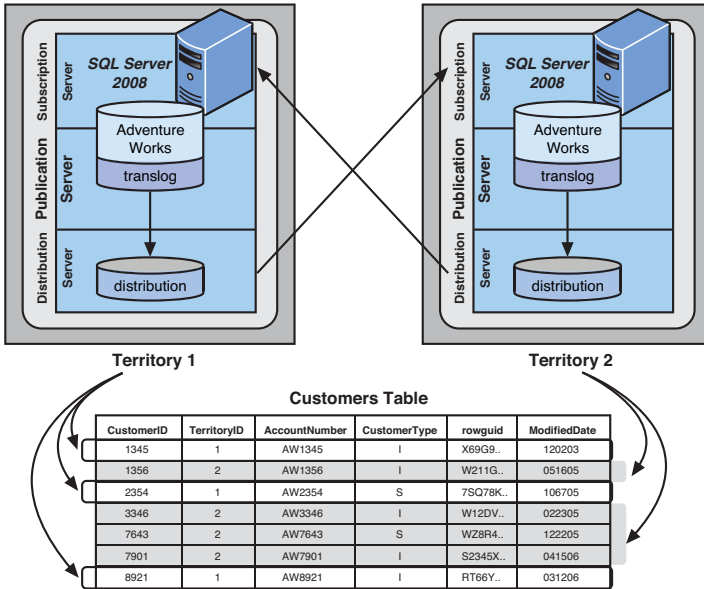 Subscription
Server
SQL Server
2008
Adventure
Works
translog
Publication
Server
Distribution
Server
distribution
Subscription
Server
SQL Server
2008
Adventure
Works
translog
Publication
Server
Distribution
Server
distribution
Territory 1
Territory 2
Customers Table
CustomerID TerritoryID AccountNumber CustomerType rowguid ModifiedDate
1345 1 AW1345 I X69G9.. 120203
1356 2 AW1356 I W211G.. 051605
2354 1 AW2354 S 7SQ78K.. 106705
3346 2 AW3346 I W12DV.. 022305
7643 2 AW7643 S WZ8R4.. 122205
7901 2 AW7901 I S2345X.. 041506
8921 1 AW8921 I RT66Y.. 031206